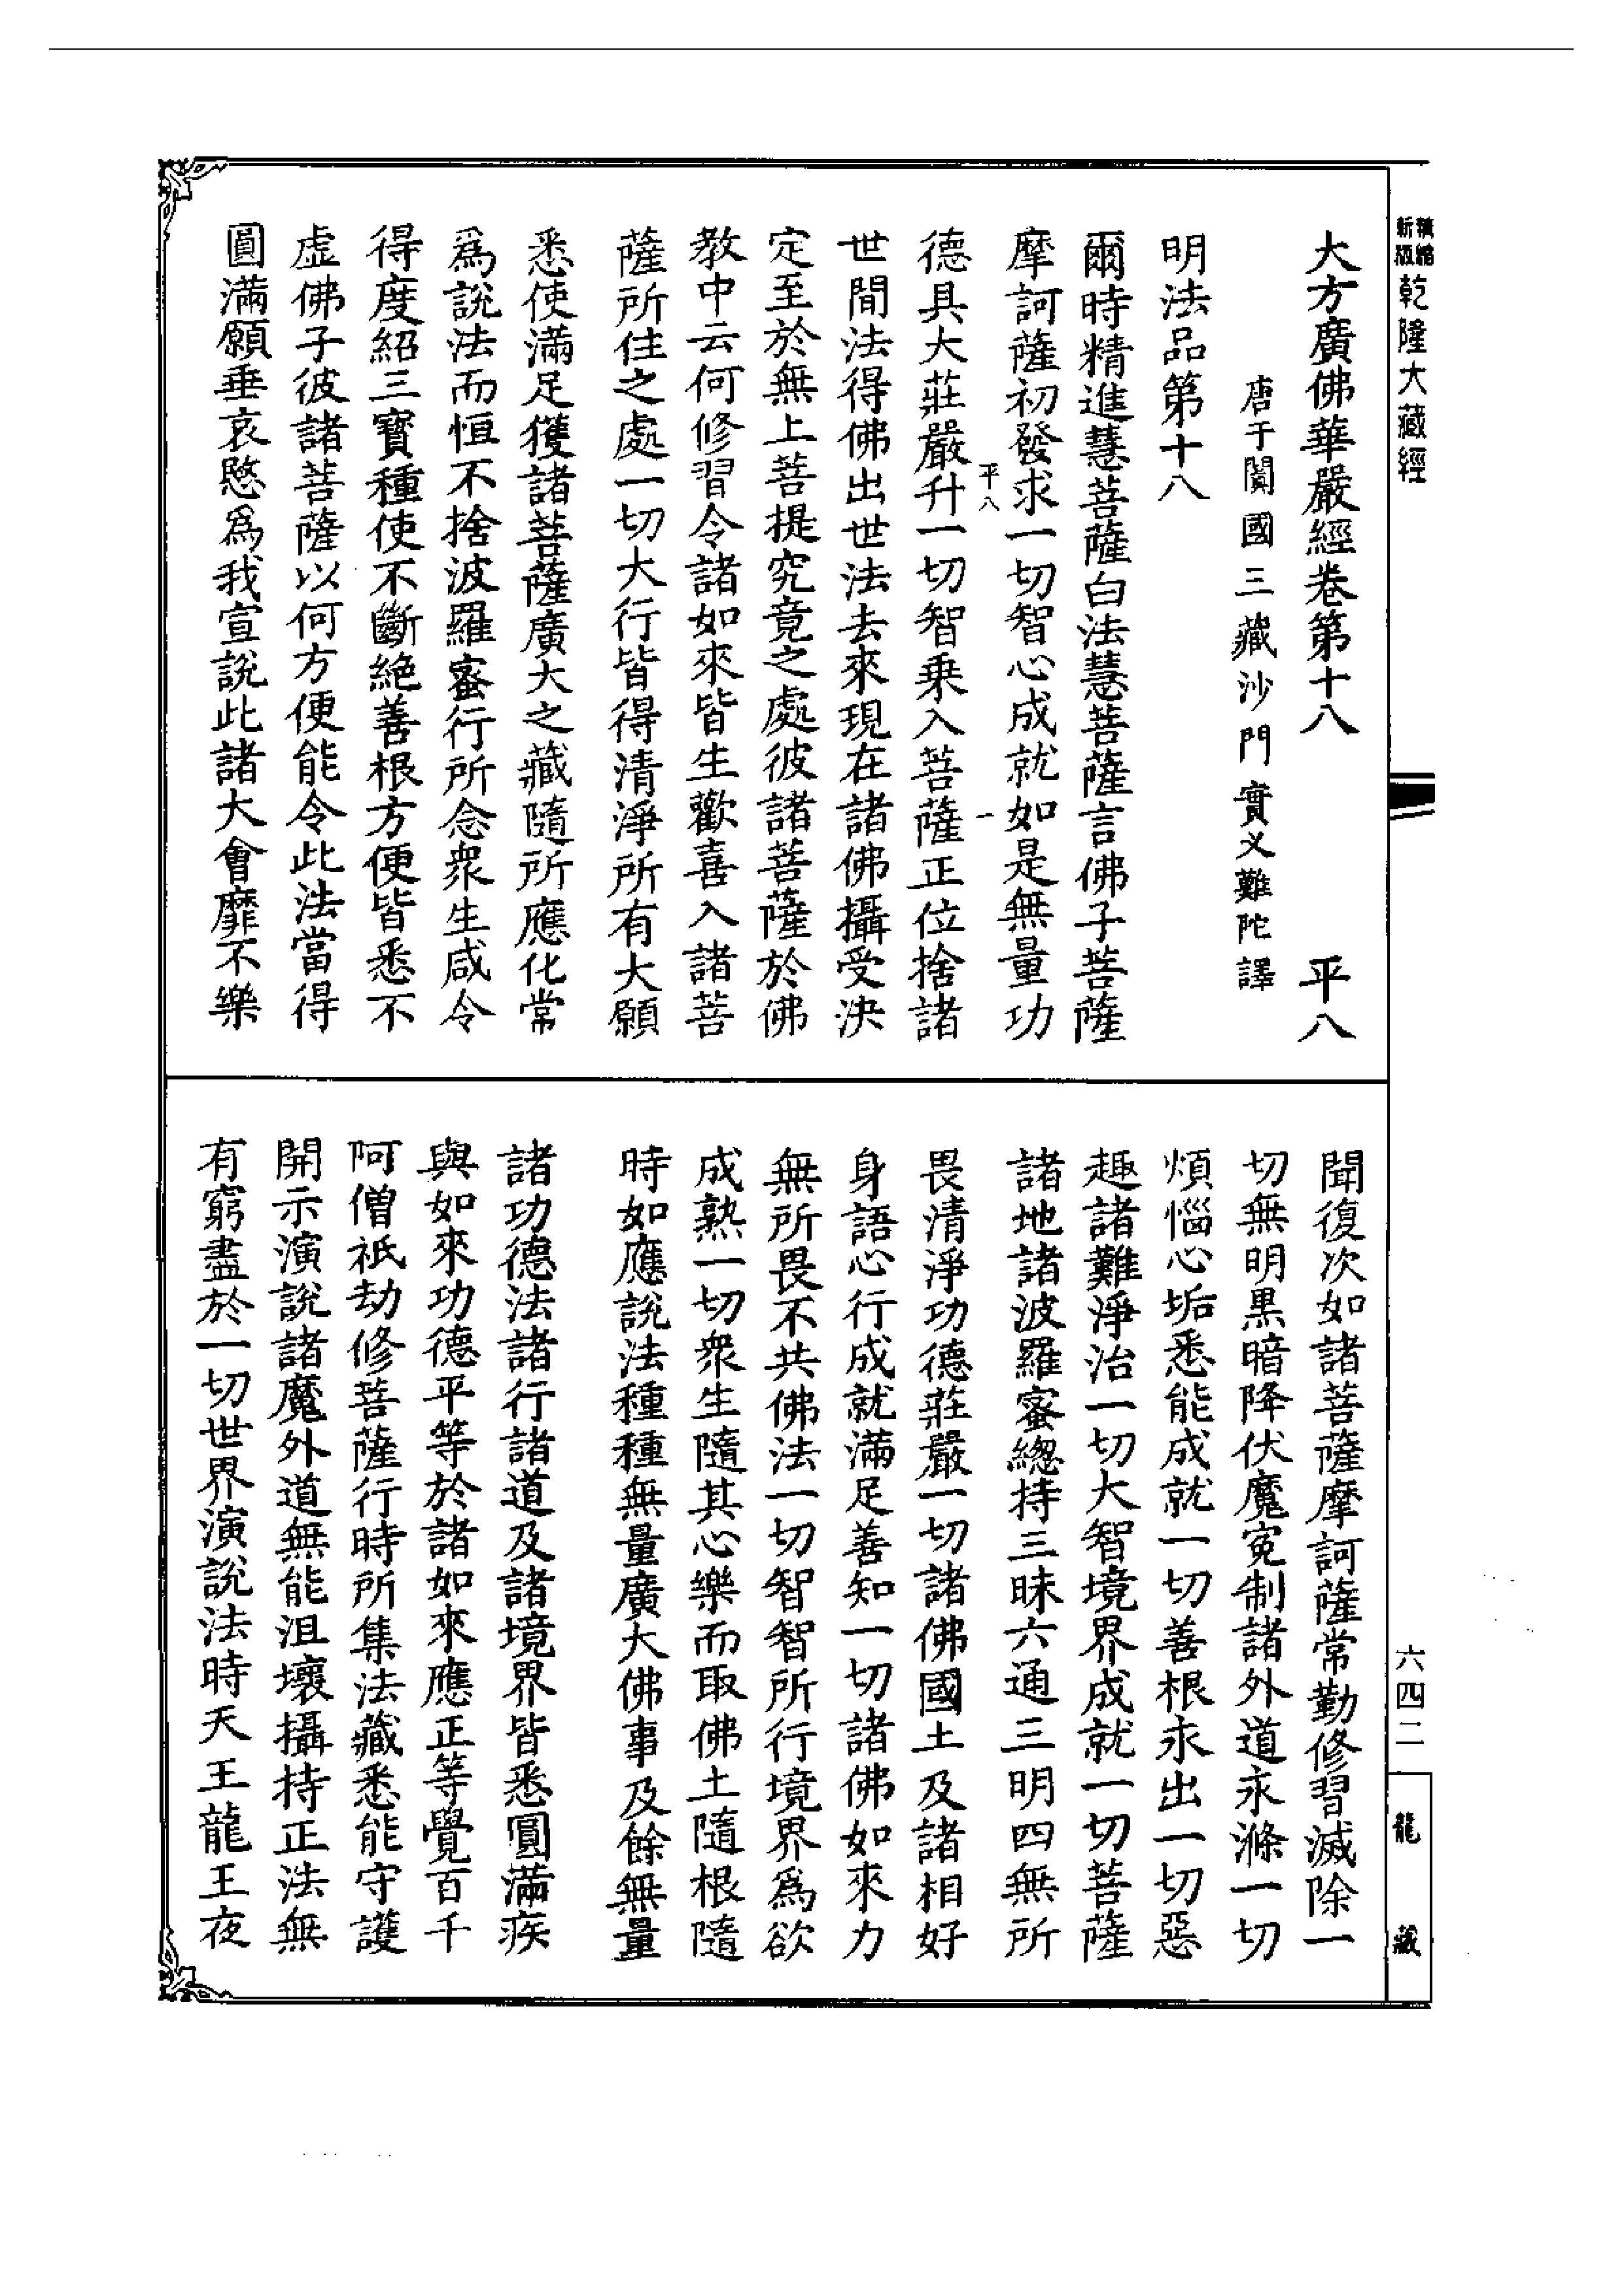 新版精縮乾隆大藏經
大方廣佛華嚴經卷第十八 平八
唐于闐國三藏沙門實叉難陀譯
明法品第十八
爾時精進慧菩薩白法慧菩薩言佛子菩薩
摩訶薩初發求一切智心成就如是無量功
平八 一
德具大莊嚴升一切智乗入菩薩正位捨諸
世間法得佛出世法去來現在諸佛攝受決
定至於無上菩提究竟之處彼諸菩薩於佛
教中云何修習令諸如來皆生歡喜入諸菩
薩所住之處一切大行皆得清淨所有大願
悉使滿足獲諸菩薩廣大之藏隨所應化常
為說法而恒不捨波羅蜜行所念衆生咸令
得度紹三寶種使不斷絶善根方便皆悉不
虛佛子彼諸菩薩以何方便能令此法當得
圓滿願垂哀愍爲我宣說此諸大會靡不樂
聞復次如諸菩薩摩訶薩常勤修習滅除一
切無明黒暗降伏魔寃制諸外道永滌一切
煩惱心垢悉能成就一切善根永出一切惡
趣諸難淨治一切大智境界成就一切菩薩
諸地諸波羅蜜總持三昧六通三明四無所
畏清淨功德莊嚴一切諸佛國土及諸相好
身語心行成就滿足善知一切諸佛如來力
無所畏不共佛法一切智智所行境界爲欲
成熟一切衆生隨其心樂而取佛土隨根隨
時如應說法種種無量廣大佛事及餘無量
諸功德法諸行諸道及諸境界皆悉圓滿疾
與如來功德平等於諸如來應正等覺百千
阿僧祇劫修菩薩行時所集法藏悉能守護
開示演說諸魔外道無能沮壞攝持正法無
有窮盡於一切世界演說法時天王龍王夜
六四二
龍藏